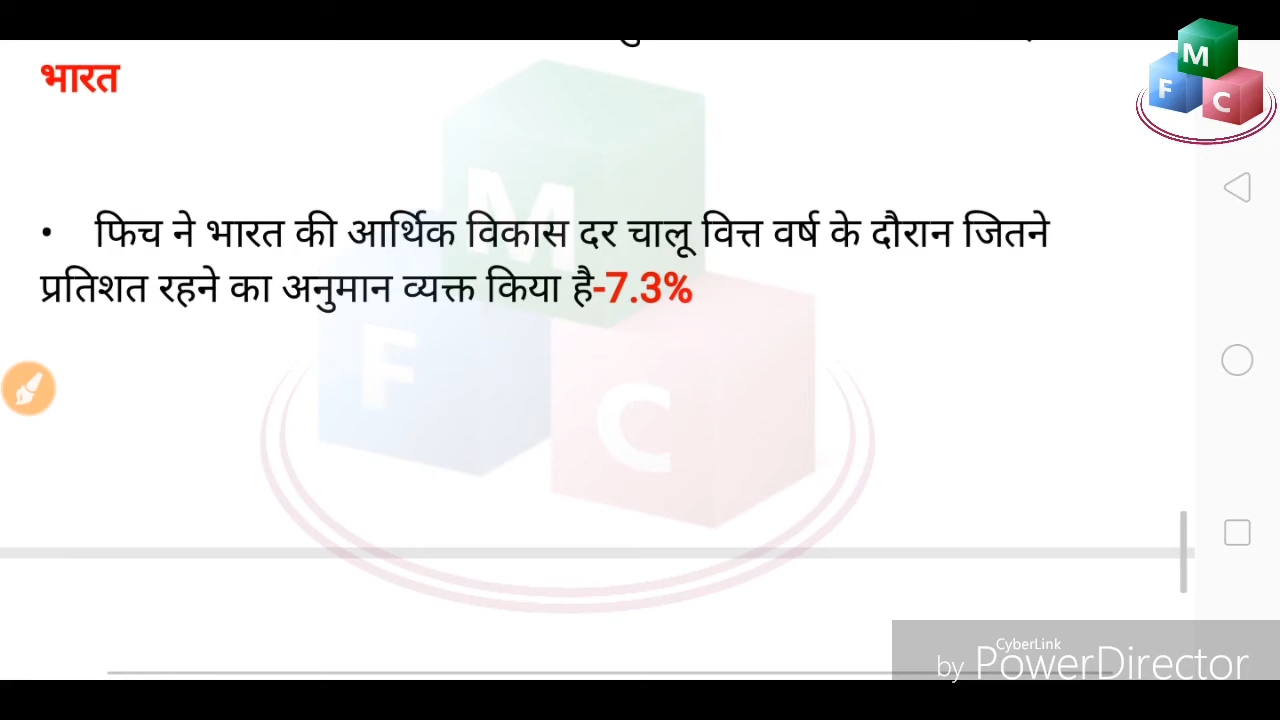 भारत
• फिच ने भारत की आर्थिक विकास दर चालू वित्त वर्ष के दौरान जितने
प्रतिशत रहने का अनुमान व्यक्त किया है-7.3%
M
F
C
M
F
C
CyberLink
by PowerDirector